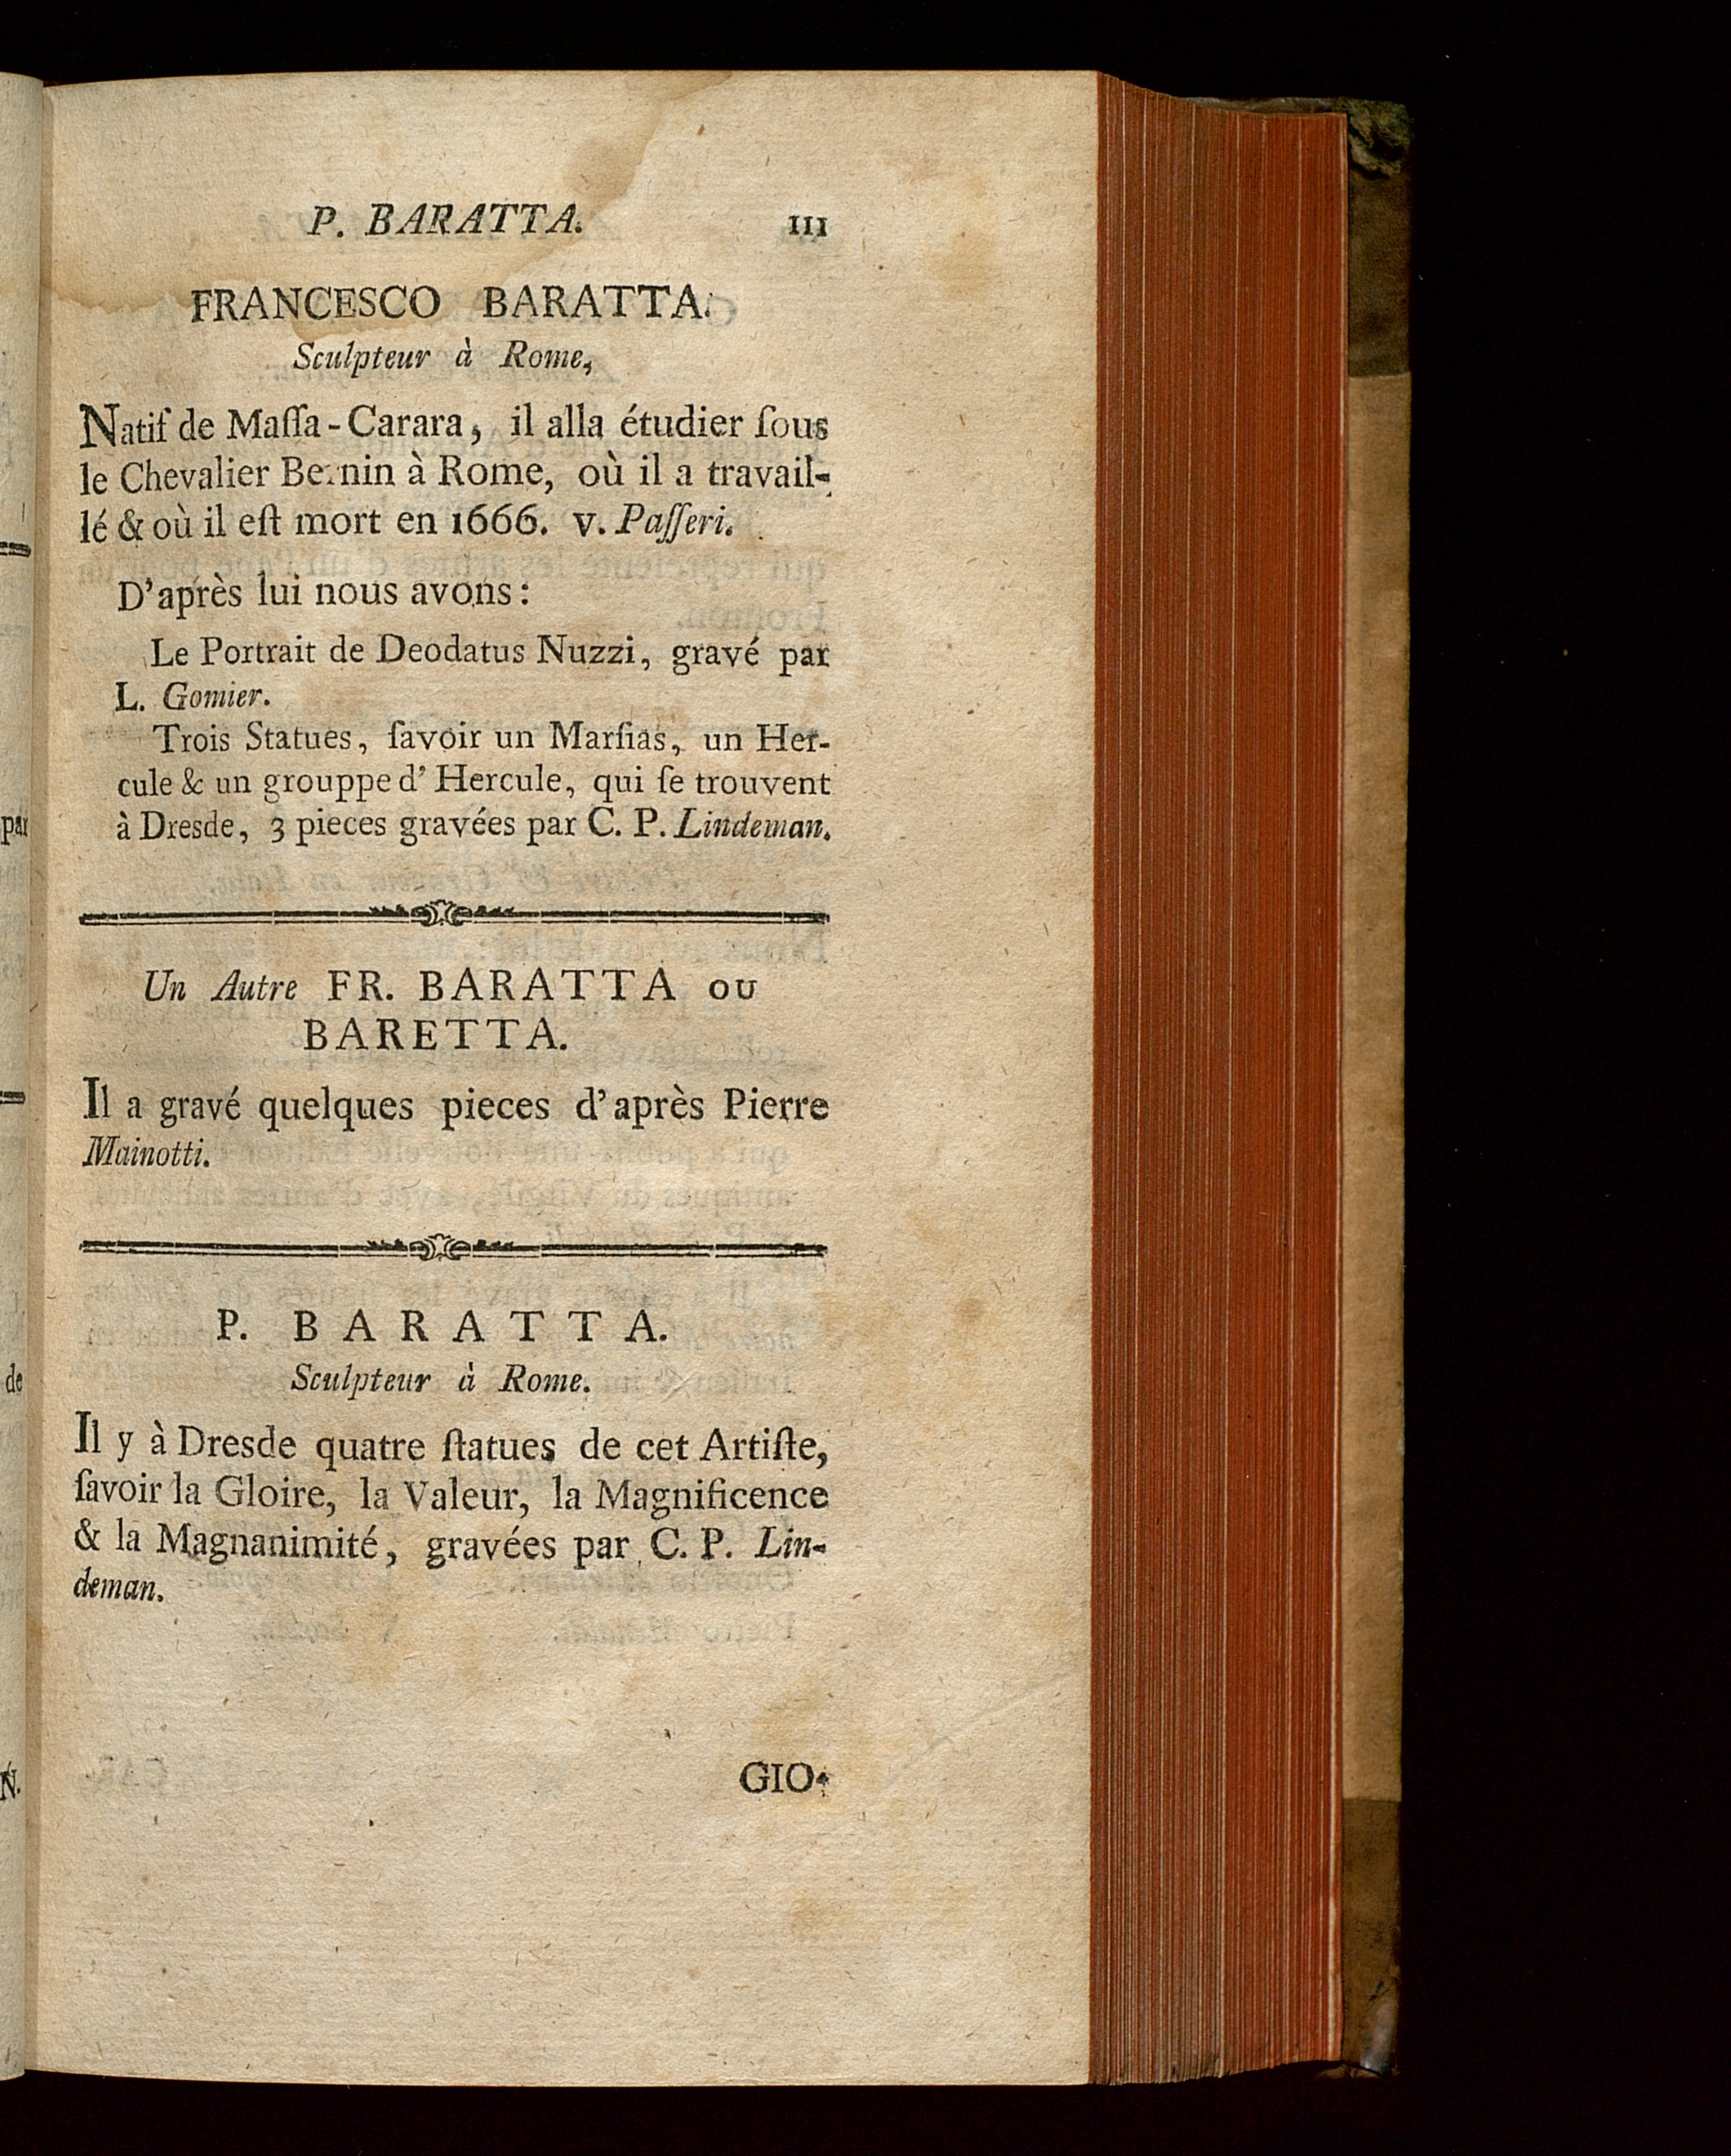 P. BARATTA. 111
FRANCESCO BARATTA.
Sculpteur à Rome,
Natif de Maſſa-Carara, il alla étudier ſous
le Chevalier Bernin à Rome, où il a travail-
lé & où il eſt mort en 1666. v. Paſſeri.
D'après lui nous avons:
Le Portrait de Deodatus Nuzzi, gravé par
L. Gomier.
Trois Statues, ſavoir un Marſias, un Her-
cule & un grouppe d' Hercule, qui ſe trouvent
à Dresde, 3 pieces gravées par C. P. Lindeman.
Un Autre FR. BARATTA OU
BARETTA.
Il a gravé quelques pieces d'après Pierre
Mainotti.
P. BARATTA.
Sculpteur à Rome.
Il y à Dresde quatre ſtatues de cet Artiſte,
ſavoir la Gloire, la Valeur, la Magnificence
& la Magnanimité, gravées par C. P. Lin-
deman.
GIO-
par
de
N.